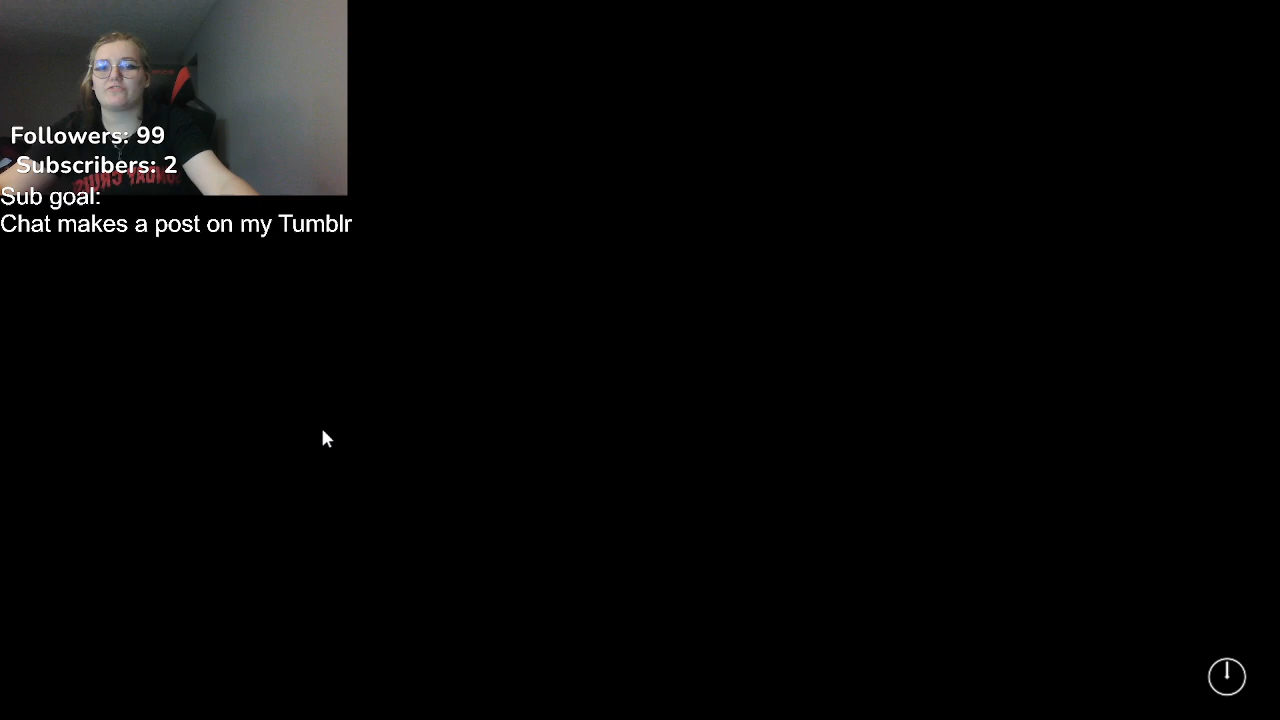 Followers: 99
Subscribers: 2
Sub goal:
Chat makes a post on my Tumblr